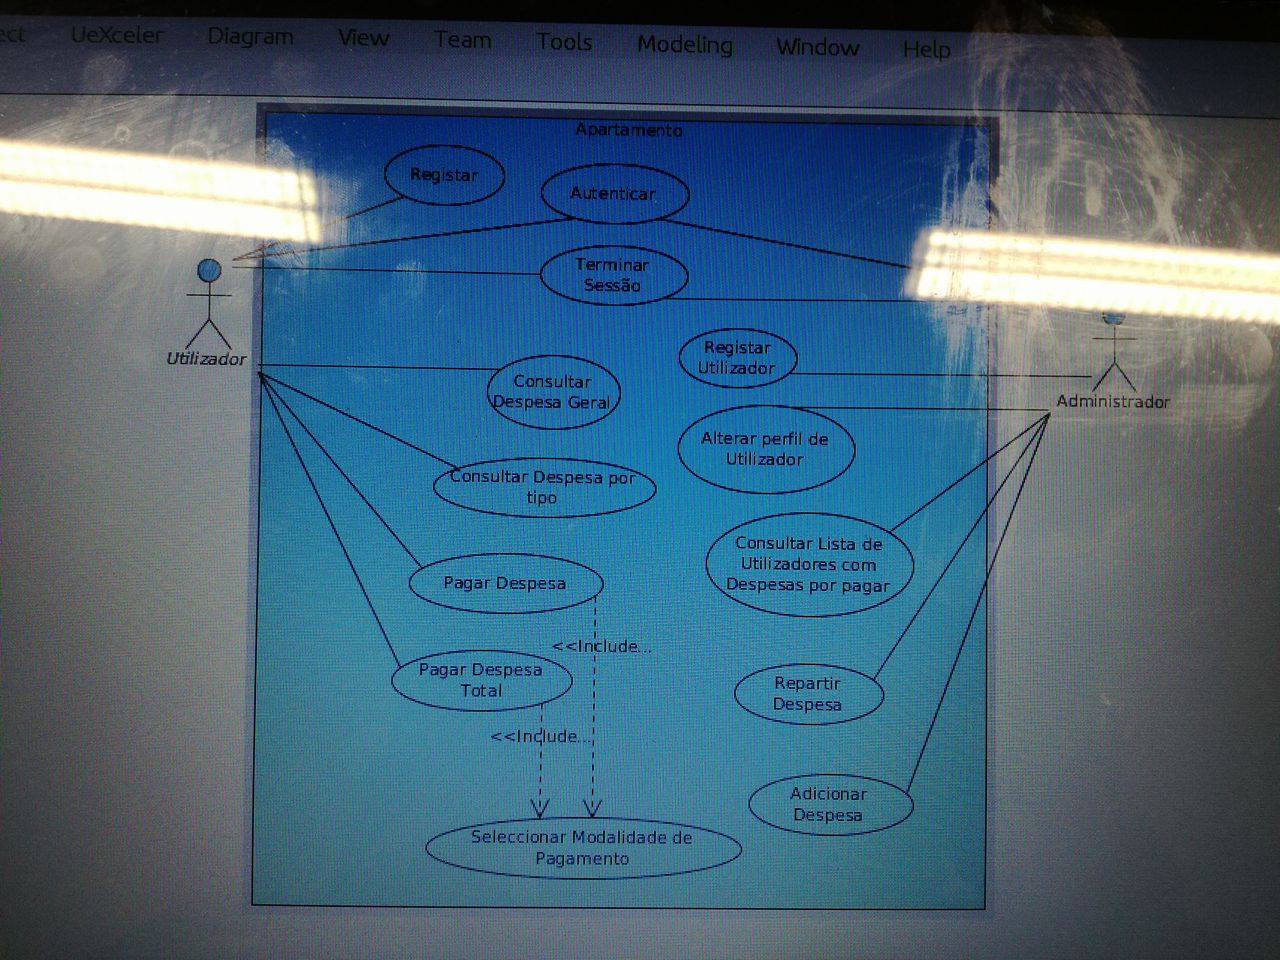 ect UeXceler Diagram View Team Tools Modeling Window Help
Apartamento
Registar
Autenticar
Terminar
Sessão
Utilizador
Registar
Utilizador
Administrador
Consultar
Despesa Geral
Alterar perfil de
Utilizador
Consultar Despesa por
tipo
Consultar Lista de
Utilizadores com
Despesas por pagar
Pagar Despesa
<<Include...
Pagar Despesa
Total
Repartir
Despesa
<<Include...
Adicionar
Despesa
Seleccionar Modalidade de
Pagamento